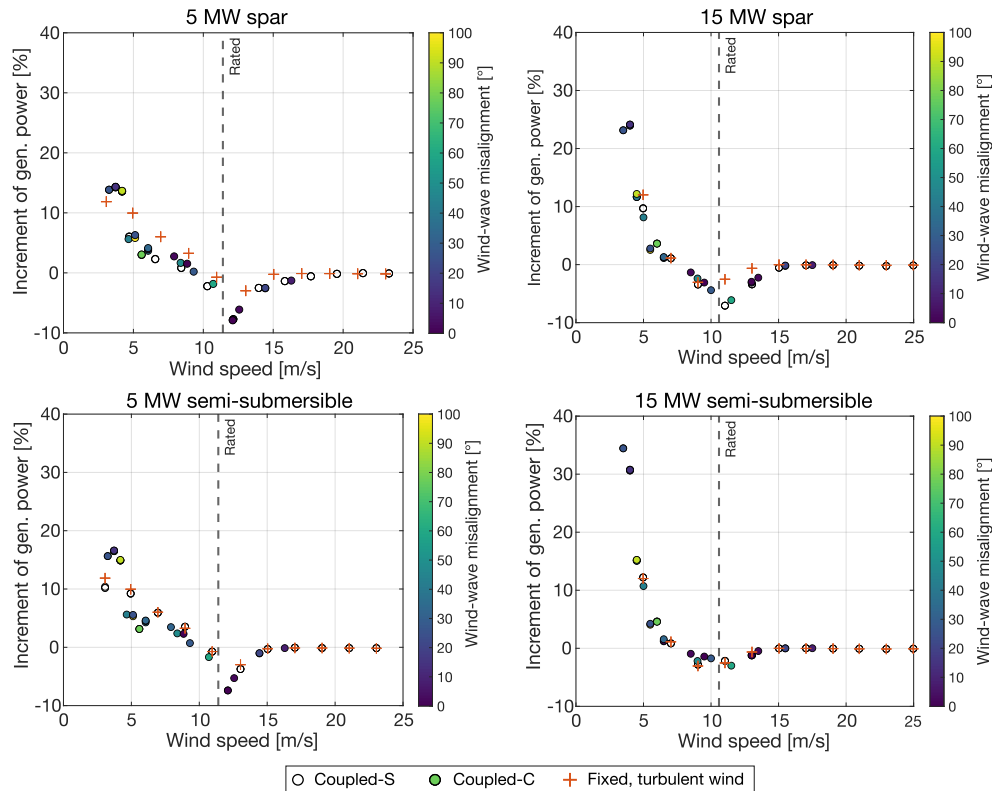 5 MW spar
Increment of gen. power [%]
40
30
20
10
0
-10
0 5 10 15 20 25
Wind speed [m/s]
Rated
100
90
80
70
60
50
40
30
20
10
0
Wind-wave misalignment [°]
15 MW spar
Increment of gen. power [%]
40
30
20
10
0
-10
0 5 10 15 20 25
Wind speed [m/s]
Rated
100
90
80
70
60
50
40
30
20
10
0
Wind-wave misalignment [°]
5 MW semi-submersible
Increment of gen. power [%]
40
30
20
10
0
-10
0 5 10 15 20 25
Wind speed [m/s]
Rated
100
90
80
70
60
50
40
30
20
10
0
Wind-wave misalignment [°]
15 MW semi-submersible
Increment of gen. power [%]
40
30
20
10
0
-10
0 5 10 15 20 25
Wind speed [m/s]
Rated
100
90
80
70
60
50
40
30
20
10
0
Wind-wave misalignment [°]
Coupled-S Coupled-C Fixed, turbulent wind